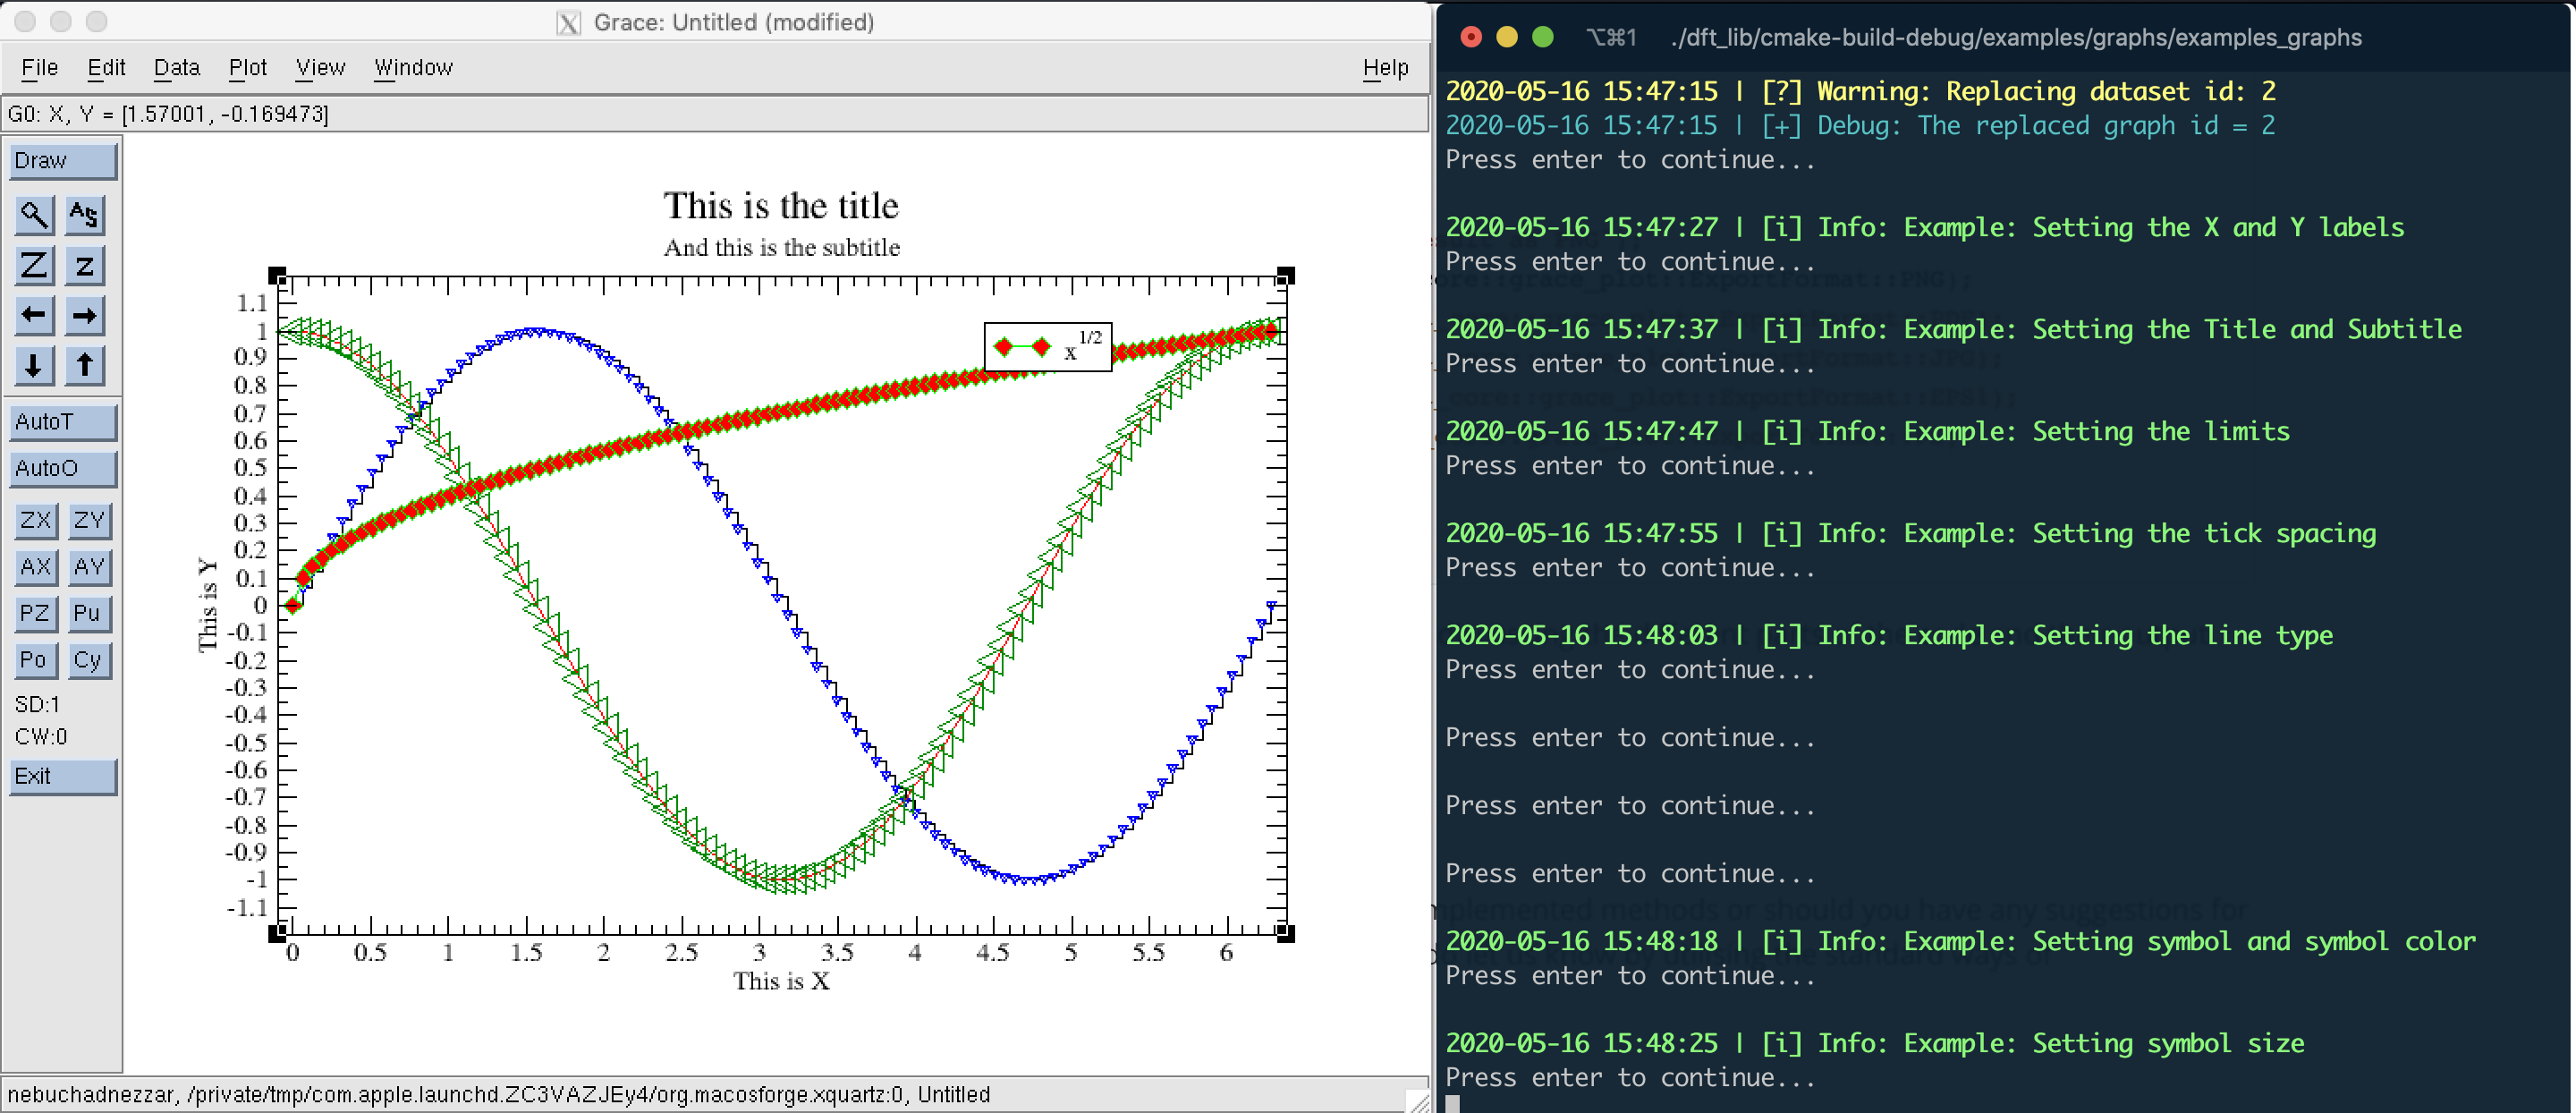 Grace: Untitled (modified)
File Edit Data Plot View Window Help
G0: X, Y = [1.57001, -0.169473]
Draw
AS
Z z
AutoT
AutoO
ZX ZY
AX AY
PZ Pu
Po Cy
SD:1
CW:0
Exit
This is the title
And this is the subtitle
x^1/2
1.1
1
0.9
0.8
0.7
0.6
0.5
0.4
0.3
0.2
0.1
0
-0.1
-0.2
-0.3
-0.4
-0.5
-0.6
-0.7
-0.8
-0.9
-1
-1.1
This is Y
0 0.5 1 1.5 2 2.5 3 3.5 4 4.5 5 5.5 6
This is X
nebuchadnezzar, /private/tmp/com.apple.launchd.ZC3VAZJEy4/org.macosforge.xquartz:0, Untitled
⌥⌘1 ./dft_lib/cmake-build-debug/examples/graphs/examples_graphs
2020-05-16 15:47:15 | [?] Warning: Replacing dataset id: 2
2020-05-16 15:47:15 | [+] Debug: The replaced graph id = 2
Press enter to continue...
2020-05-16 15:47:27 | [i] Info: Example: Setting the X and Y labels
Press enter to continue...
2020-05-16 15:47:37 | [i] Info: Example: Setting the Title and Subtitle
Press enter to continue...
2020-05-16 15:47:47 | [i] Info: Example: Setting the limits
Press enter to continue...
2020-05-16 15:47:55 | [i] Info: Example: Setting the tick spacing
Press enter to continue...
2020-05-16 15:48:03 | [i] Info: Example: Setting the line type
Press enter to continue...
Press enter to continue...
Press enter to continue...
Press enter to continue...
mplemented methods or should you have any suggestions for
2020-05-16 15:48:18 | [i] Info: Example: Setting symbol and symbol color
Press enter to continue...
2020-05-16 15:48:25 | [i] Info: Example: Setting symbol size
Press enter to continue...